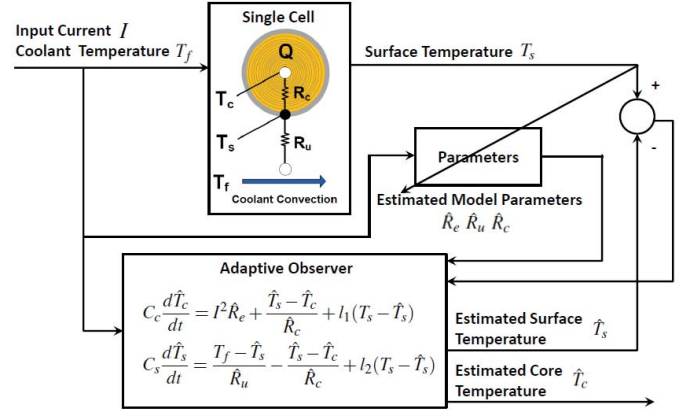 Input Current I
Coolant Temperature T_f
Single Cell
Q
R_c
T_c
T_s
R_u
T_f
Coolant Convection
Surface Temperature T_s
+
-
Parameters
Estimated Model Parameters
R̂_e R̂_u R̂_c
Adaptive Observer
C_c dT̂_c/dt = I²R̂_e + (T̂_s − T̂_c)/R̂_c + l₁(T_s − T̂_s)
C_s dT̂_s/dt = (T_f − T̂_s)/R̂_u − (T̂_s − T̂_c)/R̂_c + l₂(T_s − T̂_s)
Estimated Surface
Temperature T̂_s
Estimated Core
Temperature T̂_c